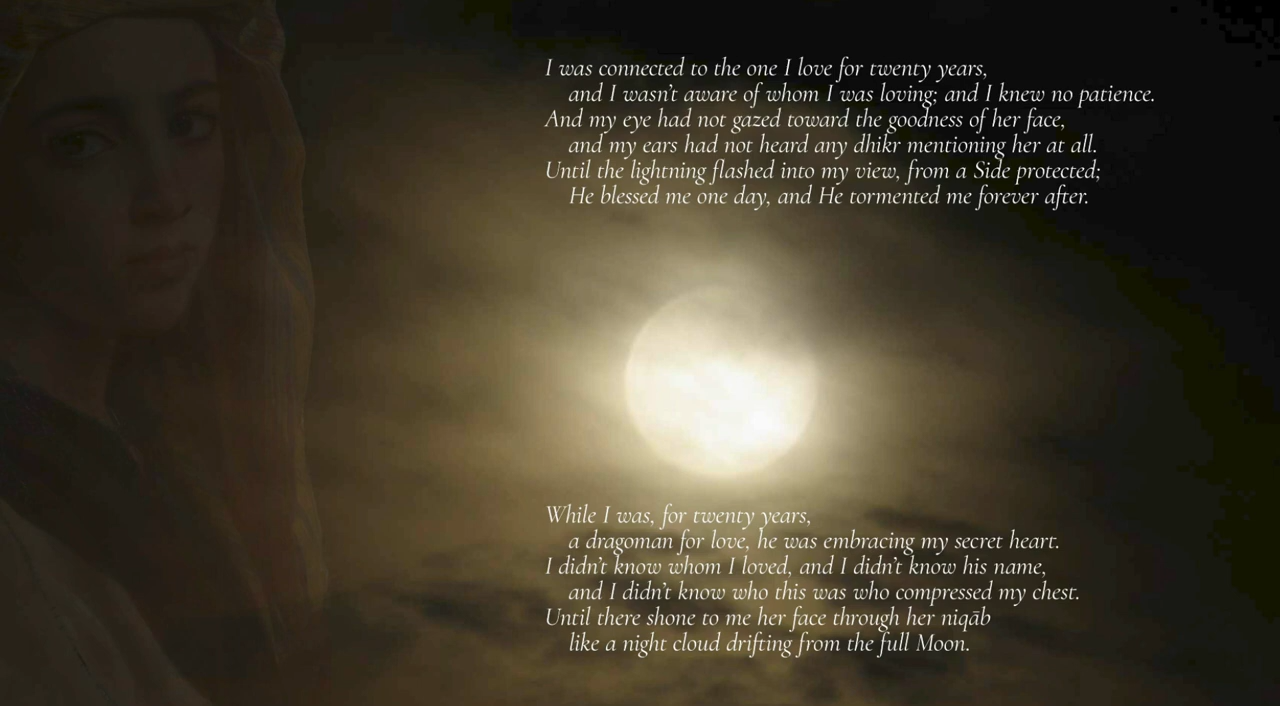 I was connected to the one I love for twenty years,
and I wasn't aware of whom I was loving; and I knew no patience.
And my eye had not gazed toward the goodness of her face,
and my ears had not heard any dhikr mentioning her at all.
Until the lightning flashed into my view, from a Side protected;
He blessed me one day, and He tormented me forever after.
While I was, for twenty years,
a dragoman for love, he was embracing my secret heart.
I didn't know whom I loved, and I didn't know his name,
and I didn't know who this was who compressed my chest.
Until there shone to me her face through her niqāb
like a night cloud drifting from the full Moon.